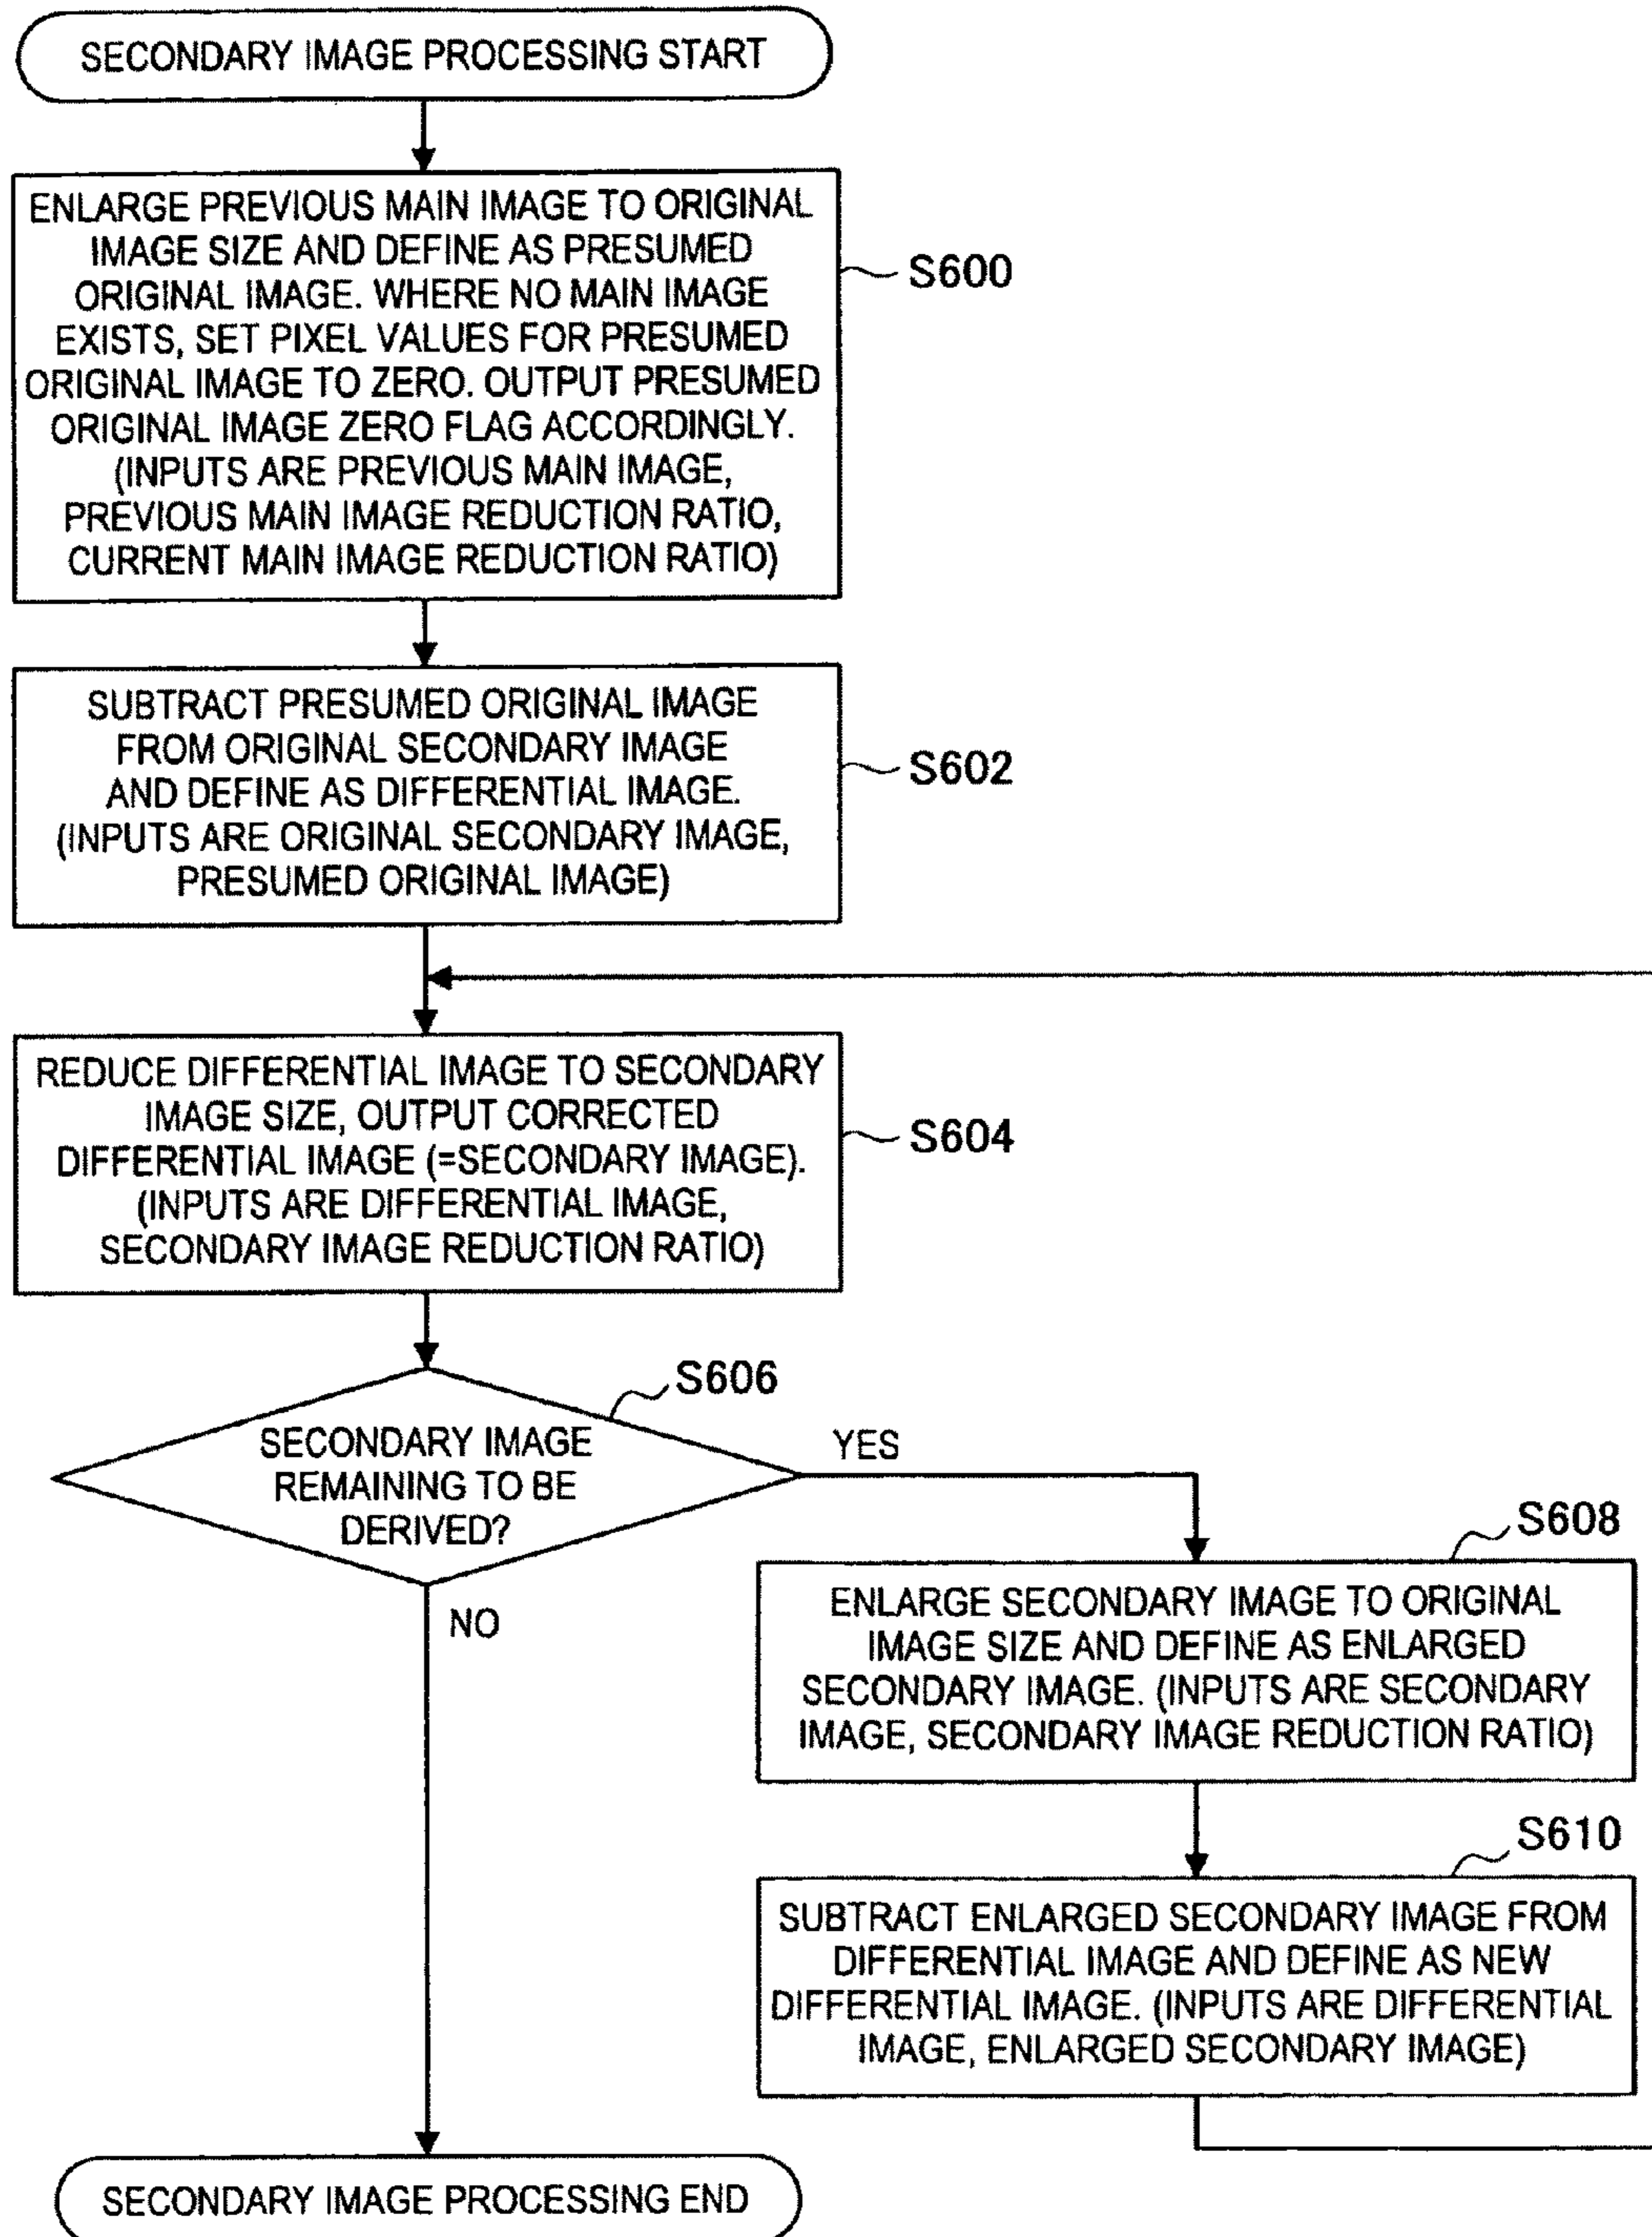 SECONDARY IMAGE PROCESSING START
ENLARGE PREVIOUS MAIN IMAGE TO ORIGINAL
IMAGE SIZE AND DEFINE AS PRESUMED
ORIGINAL IMAGE. WHERE NO MAIN IMAGE
EXISTS, SET PIXEL VALUES FOR PRESUMED
ORIGINAL IMAGE TO ZERO. OUTPUT PRESUMED
ORIGINAL IMAGE ZERO FLAG ACCORDINGLY.
(INPUTS ARE PREVIOUS MAIN IMAGE,
PREVIOUS MAIN IMAGE REDUCTION RATIO,
CURRENT MAIN IMAGE REDUCTION RATIO)
S600
SUBTRACT PRESUMED ORIGINAL IMAGE
FROM ORIGINAL SECONDARY IMAGE
AND DEFINE AS DIFFERENTIAL IMAGE.
(INPUTS ARE ORIGINAL SECONDARY IMAGE,
PRESUMED ORIGINAL IMAGE)
S602
REDUCE DIFFERENTIAL IMAGE TO SECONDARY
IMAGE SIZE, OUTPUT CORRECTED
DIFFERENTIAL IMAGE (=SECONDARY IMAGE).
(INPUTS ARE DIFFERENTIAL IMAGE,
SECONDARY IMAGE REDUCTION RATIO)
S604
S606
SECONDARY IMAGE
REMAINING TO BE
DERIVED?
YES
NO
S608
ENLARGE SECONDARY IMAGE TO ORIGINAL
IMAGE SIZE AND DEFINE AS ENLARGED
SECONDARY IMAGE. (INPUTS ARE SECONDARY
IMAGE, SECONDARY IMAGE REDUCTION RATIO)
S610
SUBTRACT ENLARGED SECONDARY IMAGE FROM
DIFFERENTIAL IMAGE AND DEFINE AS NEW
DIFFERENTIAL IMAGE. (INPUTS ARE DIFFERENTIAL
IMAGE, ENLARGED SECONDARY IMAGE)
SECONDARY IMAGE PROCESSING END